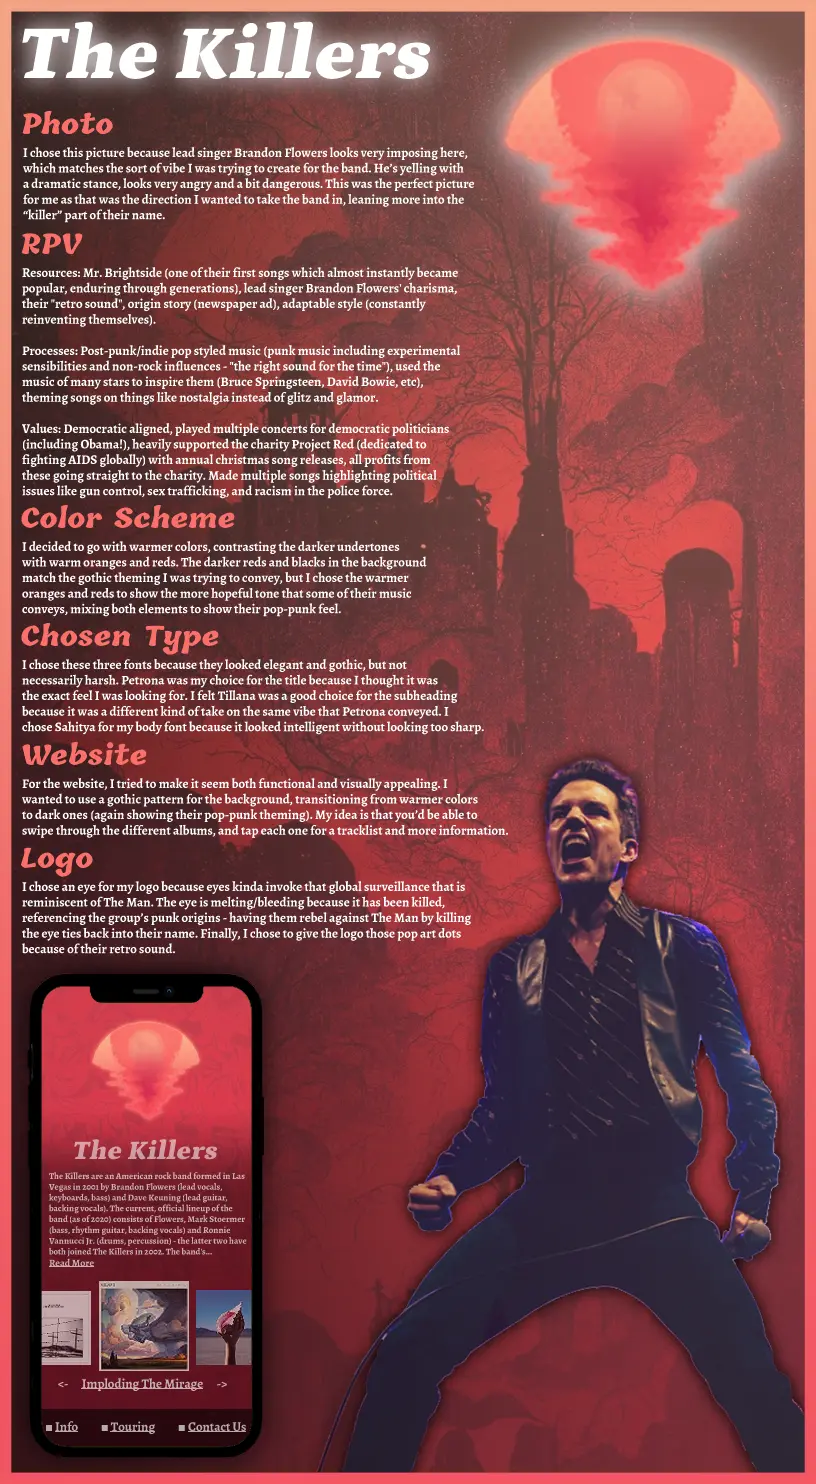 The Killers
Photo
I chose this picture because lead singer Brandon Flowers looks very imposing here,
which matches the sort of vibe I was trying to create for the band. He's yelling with
a dramatic stance, looks very angry and a bit dangerous. This was the perfect picture
for me as that was the direction I wanted to take the band in, leaning more into the
“killer” part of their name.
RPV
Resources: Mr. Brightside (one of their first songs which almost instantly became
popular, enduring through generations), lead singer Brandon Flowers' charisma,
their "retro sound", origin story (newspaper ad), adaptable style (constantly
reinventing themselves).
Processes: Post-punk/indie pop styled music (punk music including experimental
sensibilities and non-rock influences - "the right sound for the time"), used the
music of many stars to inspire them (Bruce Springsteen, David Bowie, etc),
theming songs on things like nostalgia instead of glitz and glamor.
Values: Democratic aligned, played multiple concerts for democratic politicians
(including Obama!), heavily supported the charity Project Red (dedicated to
fighting AIDS globally) with annual christmas song releases, all profits from
these going straight to the charity. Made multiple songs highlighting political
issues like gun control, sex trafficking, and racism in the police force.
Color Scheme
I decided to go with warmer colors, contrasting the darker undertones
with warm oranges and reds. The darker reds and blacks in the background
match the gothic theming I was trying to convey, but I chose the warmer
oranges and reds to show the more hopeful tone that some of their music
conveys, mixing both elements to show their pop-punk feel.
Chosen Type
I chose these three fonts because they looked elegant and gothic, but not
necessarily harsh. Petrona was my choice for the title because I thought it was
the exact feel I was looking for. I felt Tillana was a good choice for the subheading
because it was a different kind of take on the same vibe that Petrona conveyed. I
chose Sahitya for my body font because it looked intelligent without looking too sharp.
Website
For the website, I tried to make it seem both functional and visually appealing. I
wanted to use a gothic pattern for the background, transitioning from warmer colors
to dark ones (again showing their pop-punk theming). My idea is that you'd be able to
swipe through the different albums, and tap each one for a tracklist and more information.
Logo
I chose an eye for my logo because eyes kinda invoke that global surveillance that is
reminiscent of The Man. The eye is melting/bleeding because it has been killed,
referencing the group's punk origins - having them rebel against The Man by killing
the eye ties back into their name. Finally, I chose to give the logo those pop art dots
because of their retro sound.
The Killers
The Killers are an American rock band formed in Las
Vegas in 2001 by Brandon Flowers (lead vocals,
keyboards, bass) and Dave Keuning (lead guitar,
backing vocals). The current, official lineup of the
band (as of 2020) consists of Flowers, Mark Stoermer
(bass, rhythm guitar, backing vocals) and Ronnie
Vannucci Jr. (drums, percussion) - the latter two have
both joined The Killers in 2002. The band's...
Read More
<- Imploding The Mirage ->
■ Info ■ Touring ■ Contact Us